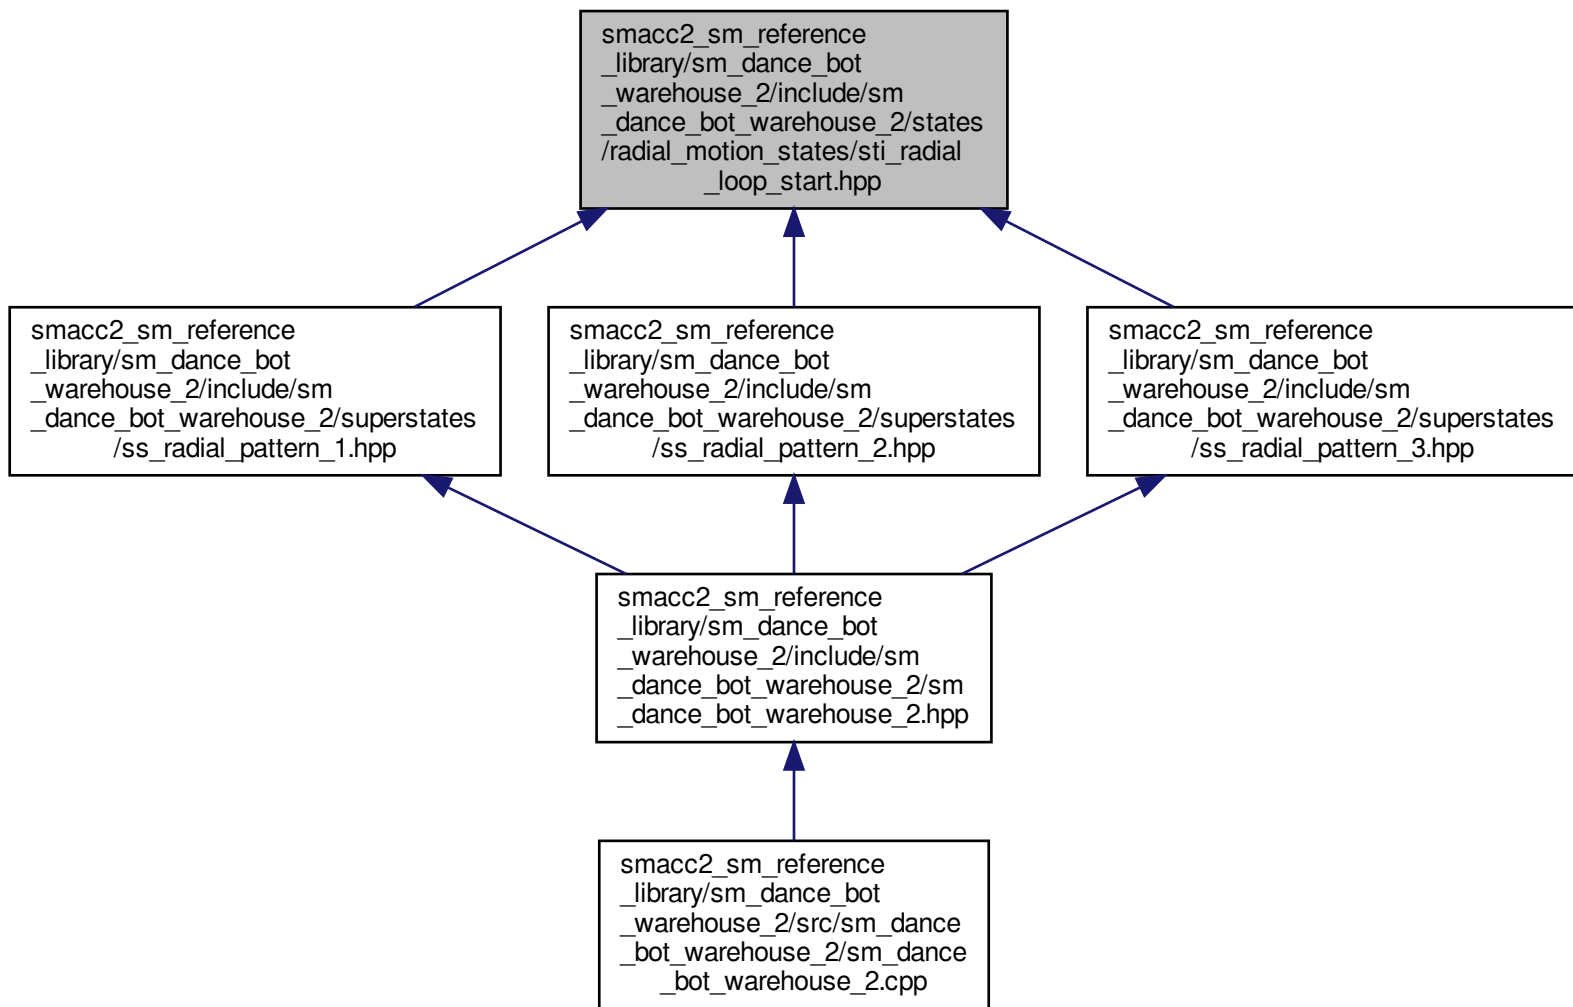 smacc2_sm_reference
_library/sm_dance_bot
_warehouse_2/include/sm
_dance_bot_warehouse_2/states
/radial_motion_states/sti_radial
_loop_start.hpp
smacc2_sm_reference
_library/sm_dance_bot
_warehouse_2/include/sm
_dance_bot_warehouse_2/superstates
/ss_radial_pattern_1.hpp
smacc2_sm_reference
_library/sm_dance_bot
_warehouse_2/include/sm
_dance_bot_warehouse_2/superstates
/ss_radial_pattern_2.hpp
smacc2_sm_reference
_library/sm_dance_bot
_warehouse_2/include/sm
_dance_bot_warehouse_2/superstates
/ss_radial_pattern_3.hpp
smacc2_sm_reference
_library/sm_dance_bot
_warehouse_2/include/sm
_dance_bot_warehouse_2/sm
_dance_bot_warehouse_2.hpp
smacc2_sm_reference
_library/sm_dance_bot
_warehouse_2/src/sm_dance
_bot_warehouse_2/sm_dance
_bot_warehouse_2.cpp